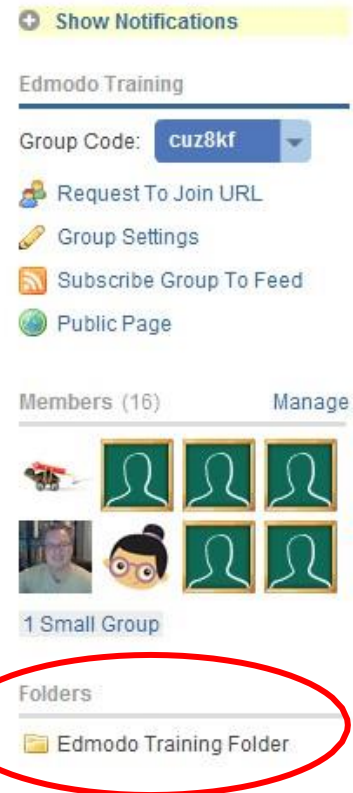 Show Notifications
Edmodo Training
Group Code: cuz8kf
Request To Join URL
Group Settings
Subscribe Group To Feed
Public Page
Members (16) Manage
1 Small Group
Folders
Edmodo Training Folder